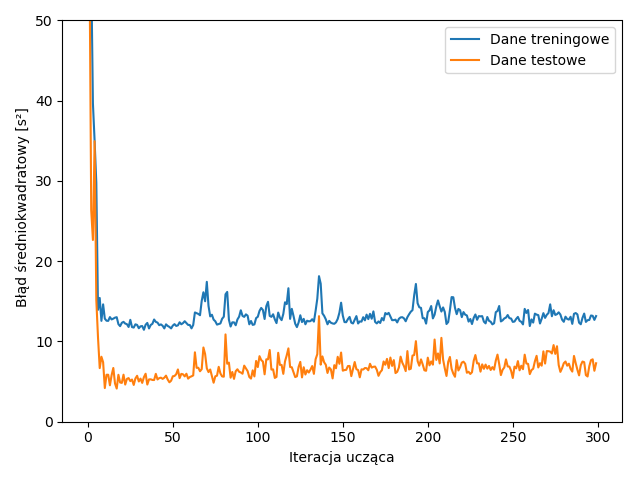 50
40
30
20
10
0
Błąd średniokwadratowy [s²]
Dane treningowe
Dane testowe
0 50 100 150 200 250 300
Iteracja ucząca